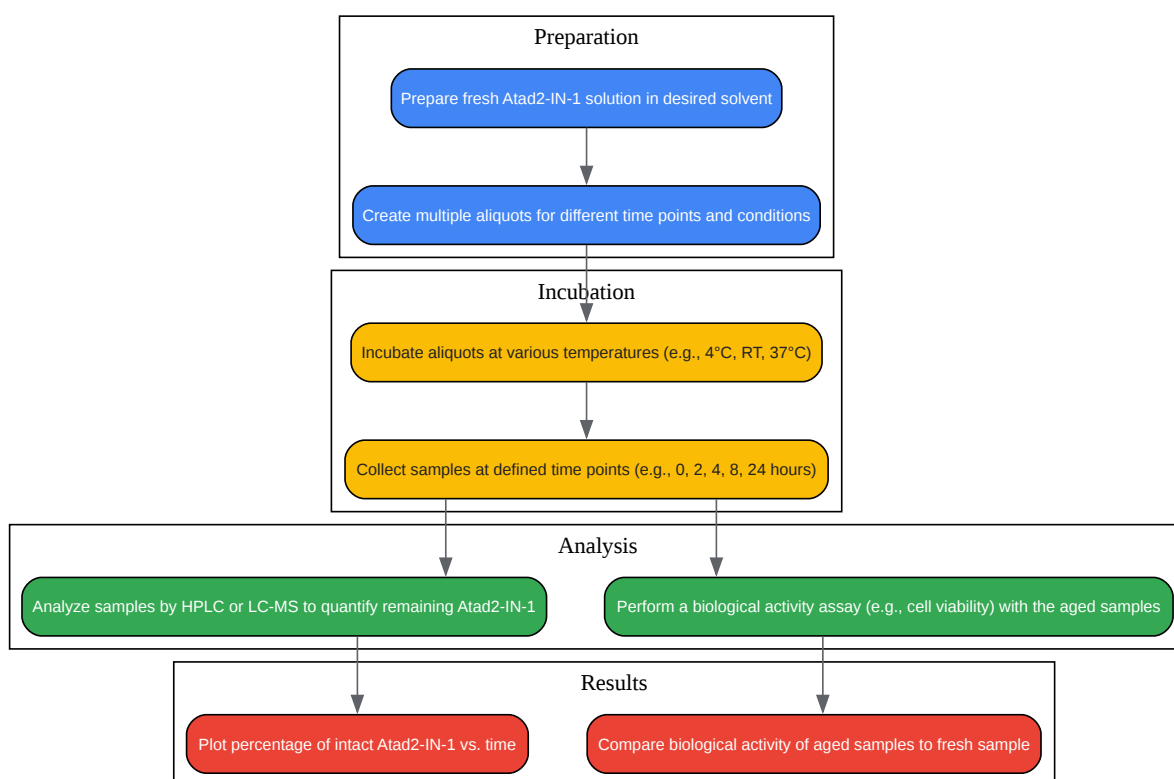 Preparation
Prepare fresh Atad2-IN-1 solution in desired solvent
Create multiple aliquots for different time points and conditions
Incubation
Incubate aliquots at various temperatures (e.g., 4°C, RT, 37°C)
Collect samples at defined time points (e.g., 0, 2, 4, 8, 24 hours)
Analysis
Analyze samples by HPLC or LC-MS to quantify remaining Atad2-IN-1
Perform a biological activity assay (e.g., cell viability) with the aged samples
Results
Plot percentage of intact Atad2-IN-1 vs. time
Compare biological activity of aged samples to fresh sample